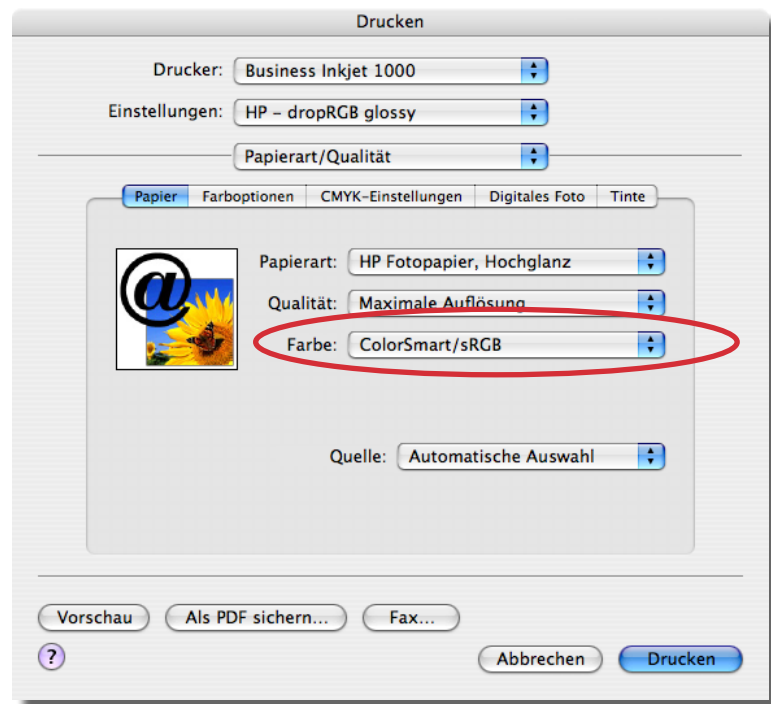 Drucken
Drucker: Business Inkjet 1000
Einstellungen: HP – dropRGB glossy
Papierart/Qualität
Papier Farboptionen CMYK-Einstellungen Digitales Foto Tinte
@
Papierart: HP Fotopapier, Hochglanz
Qualität: Maximale Auflösung
Farbe: ColorSmart/sRGB
Quelle: Automatische Auswahl
Vorschau Als PDF sichern... Fax...
? Abbrechen Drucken